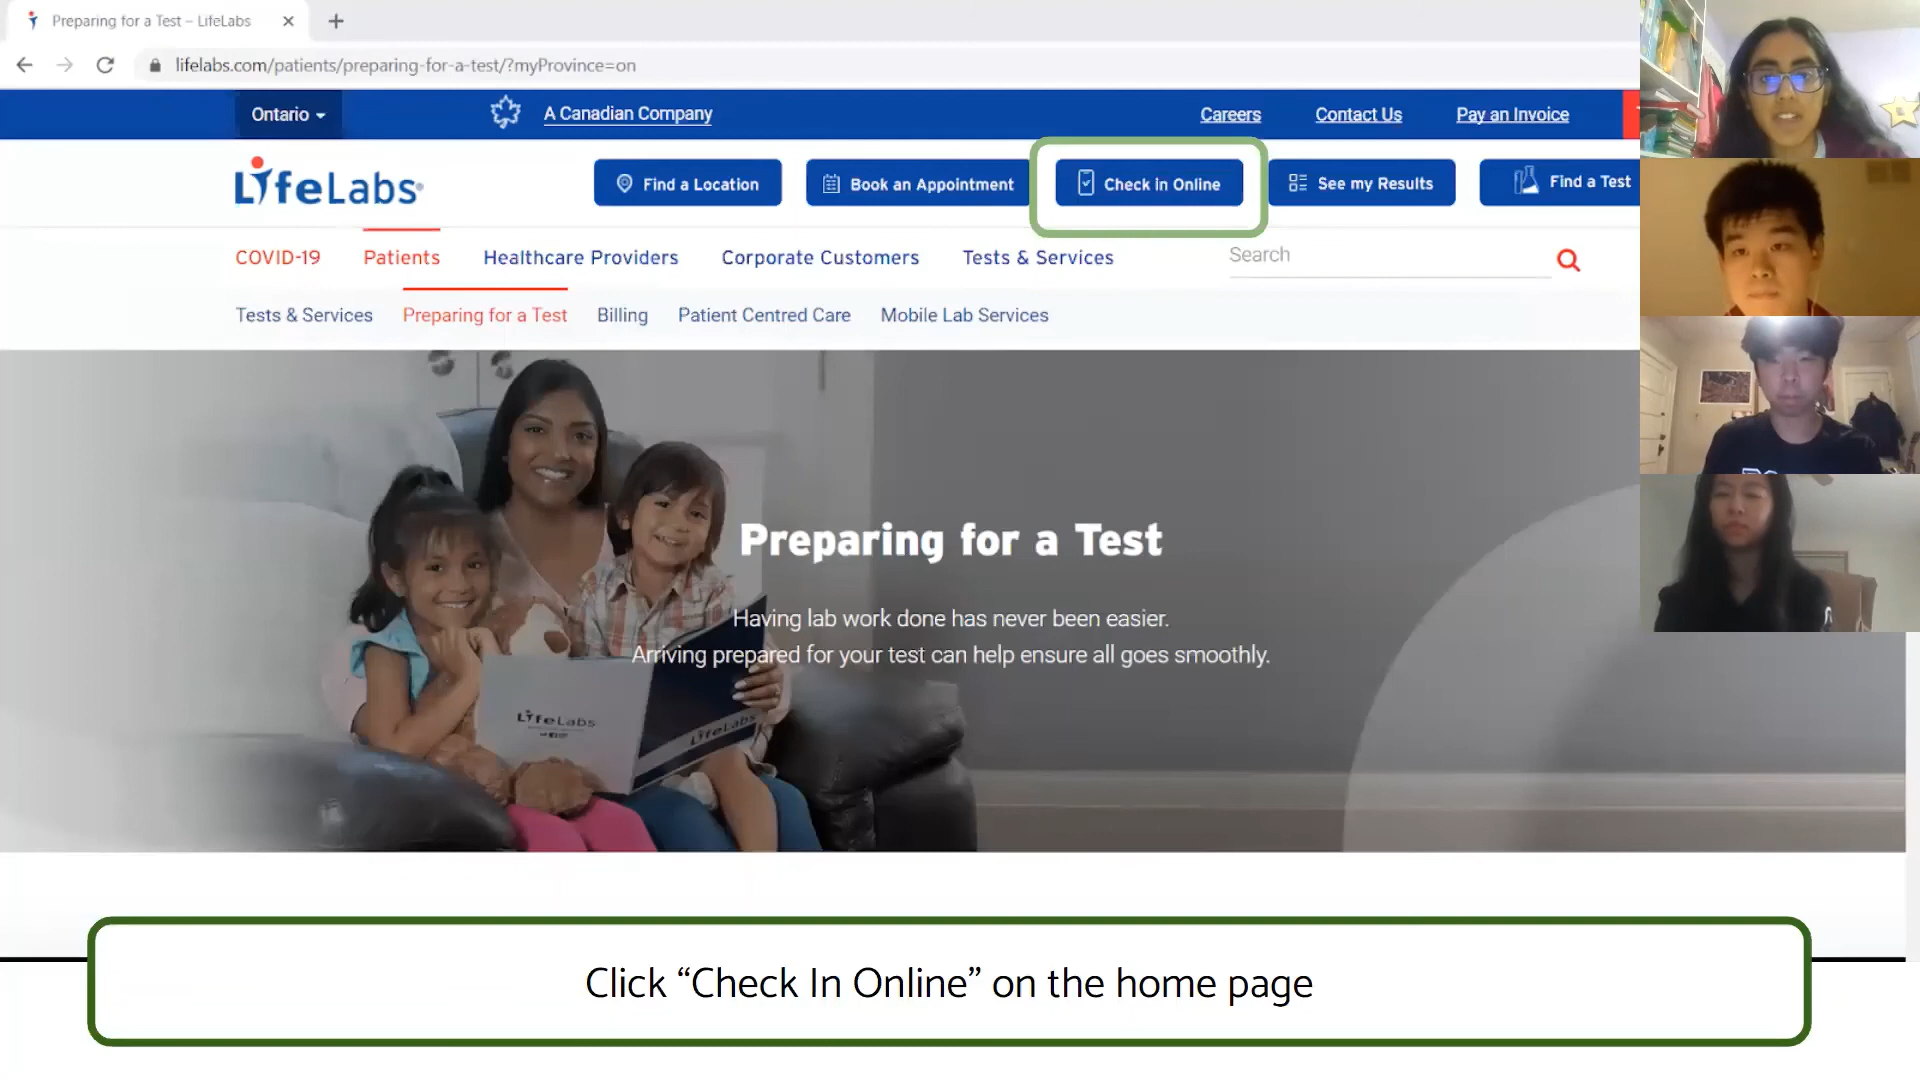 Preparing for a Test – LifeLabs
lifelabs.com/patients/preparing-for-a-test/?myProvince=on
Ontario
A Canadian Company
Careers
Contact Us
Pay an Invoice
LifeLabs
Find a Location
Book an Appointment
Check in Online
See my Results
Find a Test
COVID-19
Patients
Healthcare Providers
Corporate Customers
Tests & Services
Search
Tests & Services
Preparing for a Test
Billing
Patient Centred Care
Mobile Lab Services
Preparing for a Test
Having lab work done has never been easier.
Arriving prepared for your test can help ensure all goes smoothly.
LifeLabs
LifeLabs
Click “Check In Online” on the home page